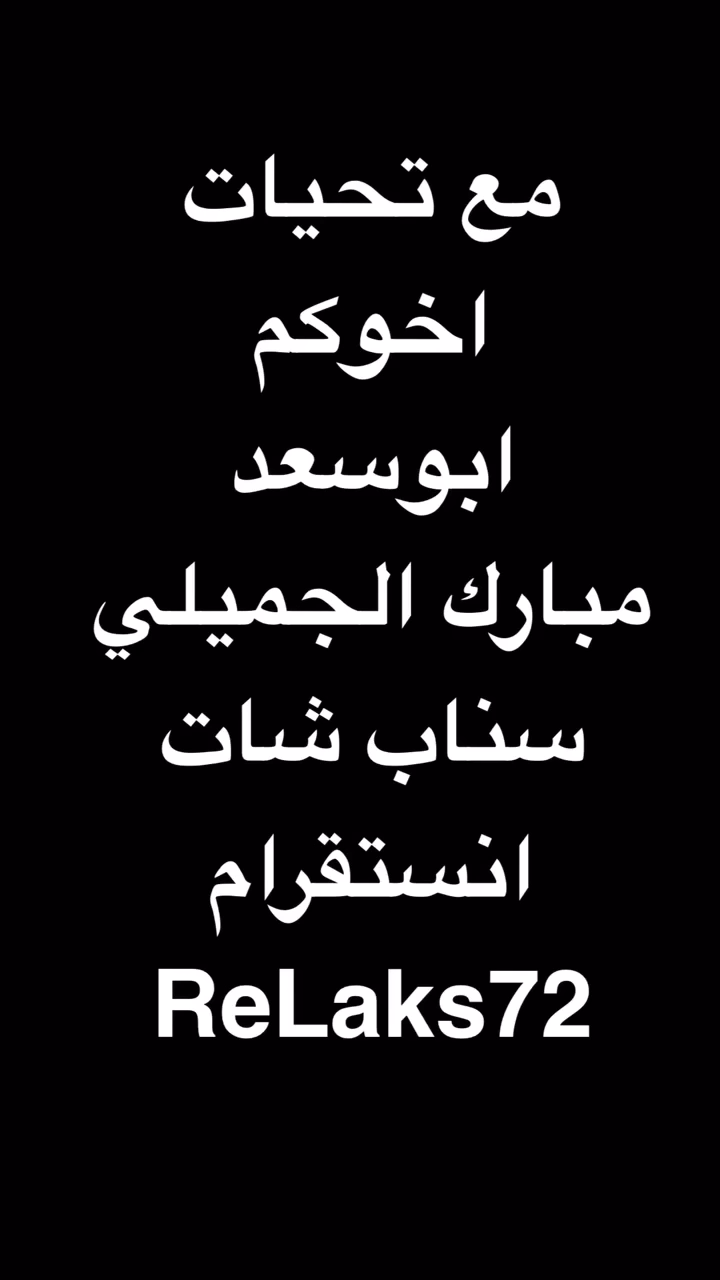 مع تحيات
اخوكم
ابوسعد
مبارك الجميلي
سناب شات
انستقرام
ReLaks72